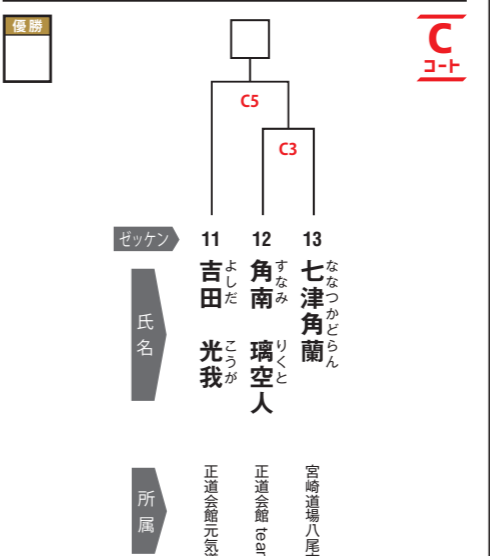 優勝
C
コート
C5
C3
ゼッケン
11
12
13
氏名
よしだ こうが
吉田 光我
すなみ りくと
角南 璃空人
ななつかどらん
七津角蘭
所属
正道会館元気
正道会館
宮崎道場八尾